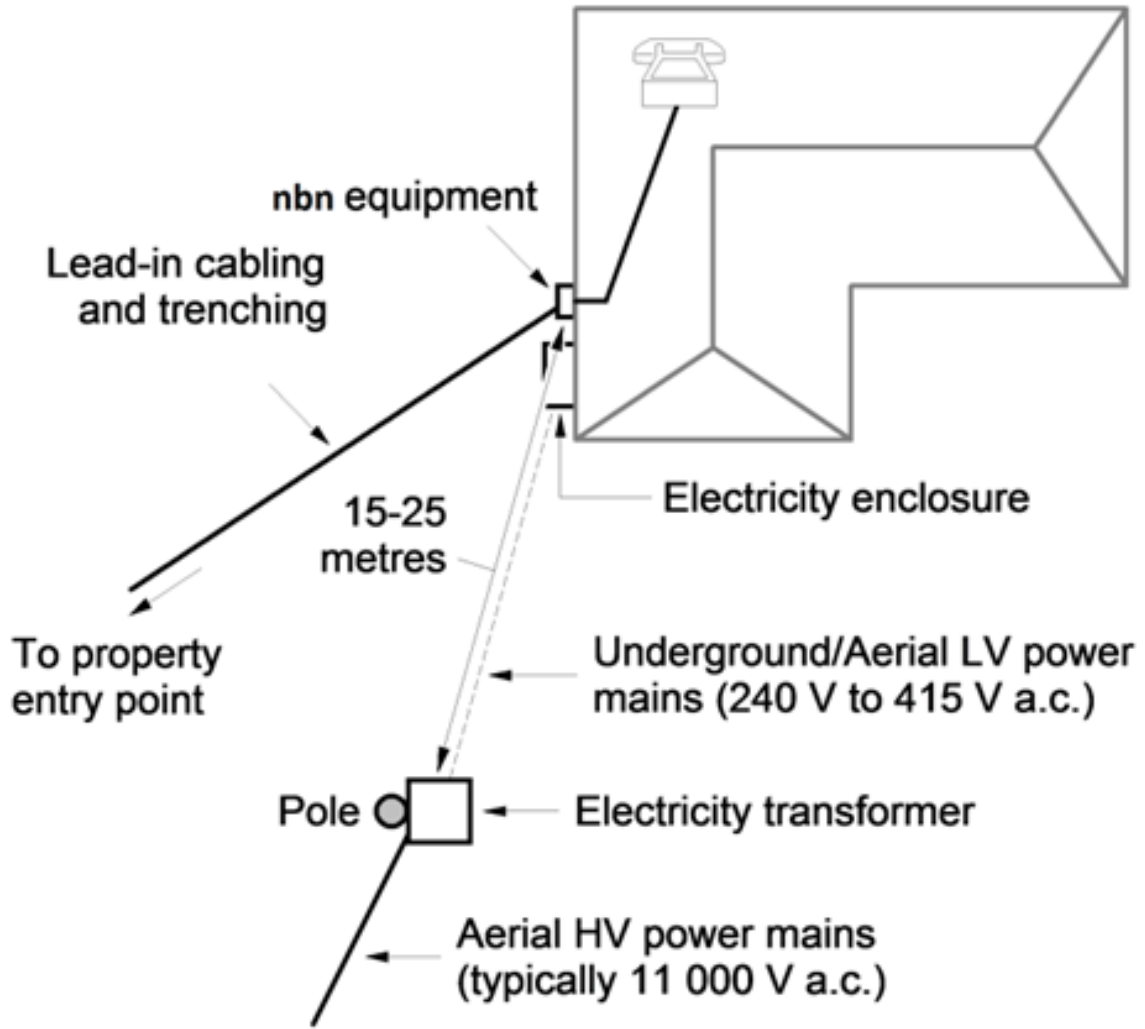 nbn equipment
Lead-in cabling
and trenching
Electricity enclosure
15-25
metres
To property
entry point
Underground/Aerial LV power
mains (240 V to 415 V a.c.)
Pole
Electricity transformer
Aerial HV power mains
(typically 11 000 V a.c.)